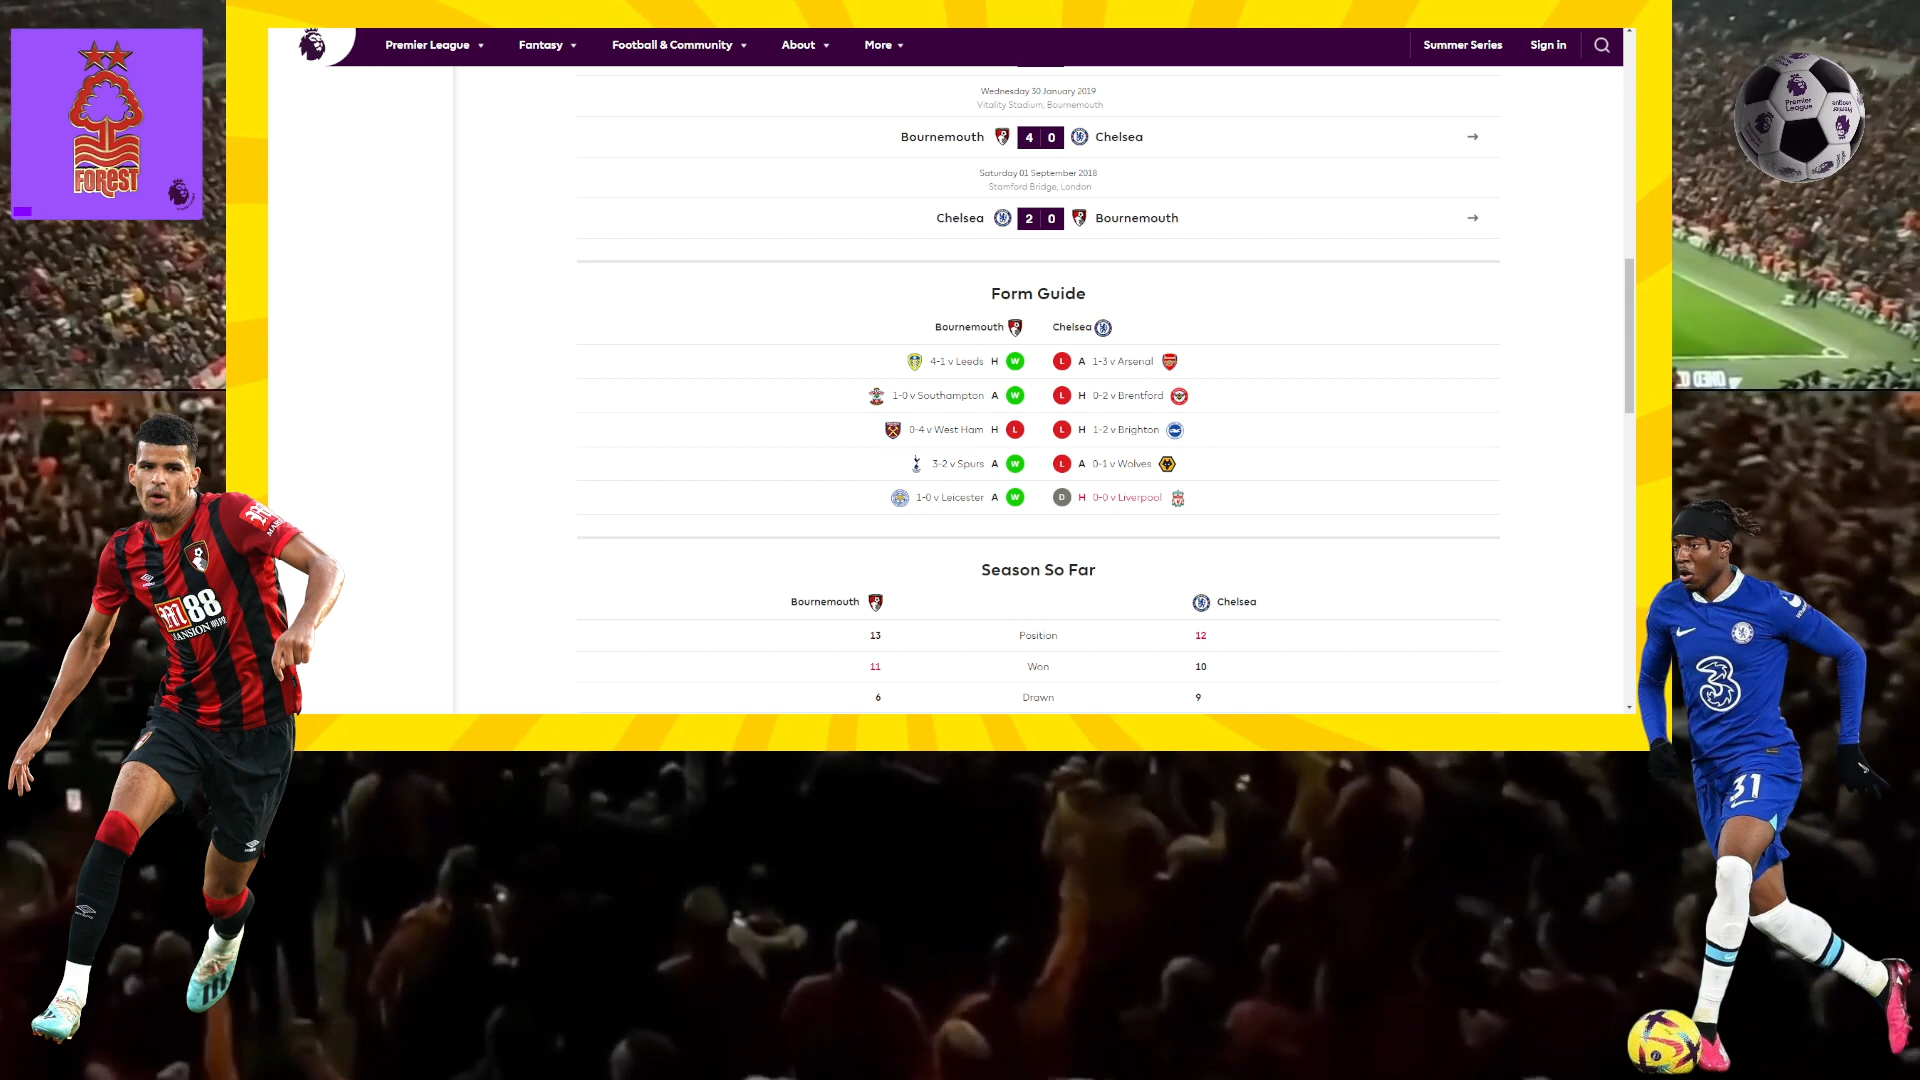 Premier League Fantasy Football & Community About More Summer Series Sign in
Wednesday 30 January 2019
Vitality Stadium, Bournemouth
Bournemouth 4 0 Chelsea
Saturday 01 September 2018
Stamford Bridge, London
Chelsea 2 0 Bournemouth
Form Guide
Bournemouth Chelsea
4-1 v Leeds H W L A 1-3 v Arsenal
1-0 v Southampton A W L H 0-2 v Brentford
0-4 v West Ham H L L H 1-2 v Brighton
3-2 v Spurs A W L A 0-1 v Wolves
1-0 v Leicester A W D H 0-0 v Liverpool
Season So Far
Bournemouth Chelsea
13 Position 12
11 Won 10
6 Drawn 9
FOREST
Premier League
M88
MANSION
3
31